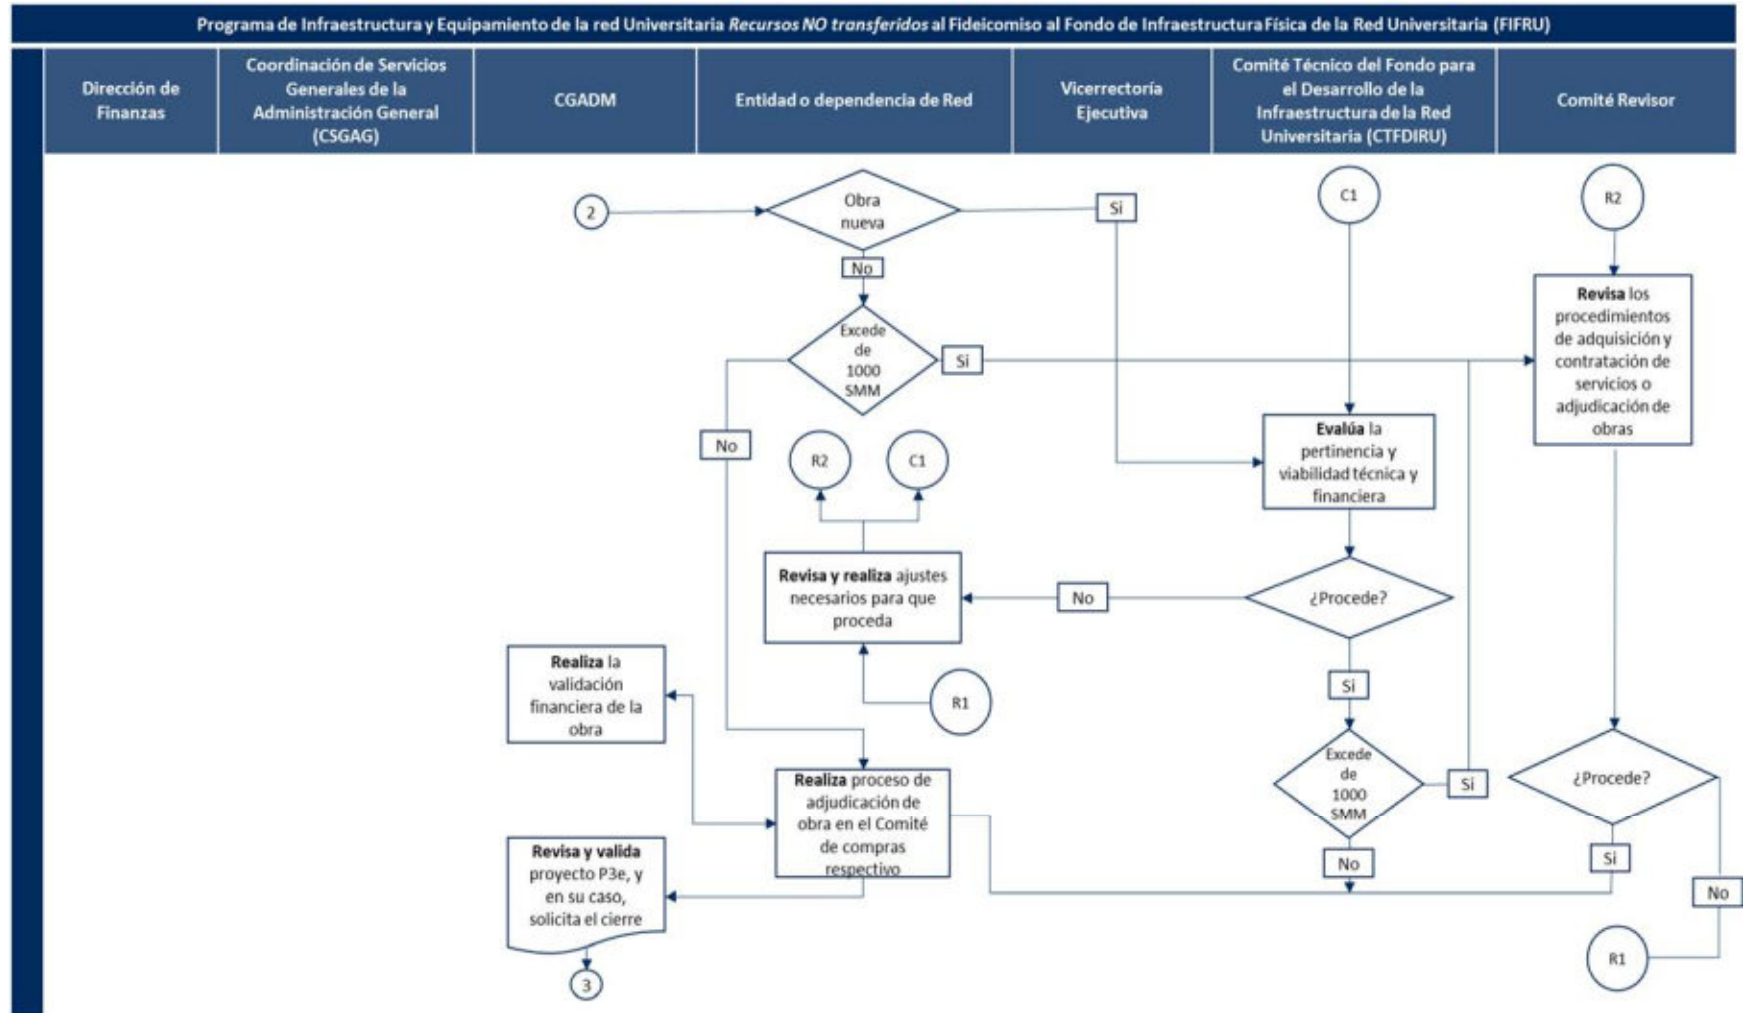 Programa de Infraestructura y Equipamiento de la red Universitaria Recursos NO transferidos al Fideicomiso al Fondo de Infraestructura Física de la Red Universitaria (FIFRU)
Dirección de
Finanzas
Coordinación de Servicios
Generales de la
Administración General
(CSGAG)
CGADM
Entidad o dependencia de Red
Vicerrectoría
Ejecutiva
Comité Técnico del Fondo para
el Desarrollo de la
Infraestructura de la Red
Universitaria (CTFDIRU)
Comité Revisor
2
Obra
nueva
Si
C1
R2
No
Excede
de
1000
SMM
Si
Revisa los
procedimientos
de adquisición y
contratación de
servicios o
adjudicación de
obras
No
R2
C1
Evalúa la
pertinencia y
viabilidad técnica y
financiera
Revisa y realiza ajustes
necesarios para que
proceda
No
¿Procede?
Realiza la
validación
financiera de la
obra
R1
Si
Excede
de
1000
SMM
Si
¿Procede?
Realiza proceso de
adjudicación de
obra en el Comité
de compras
respectivo
No
Si
No
Revisa y valida
proyecto P3e, y
en su caso,
solicita el cierre
R1
3